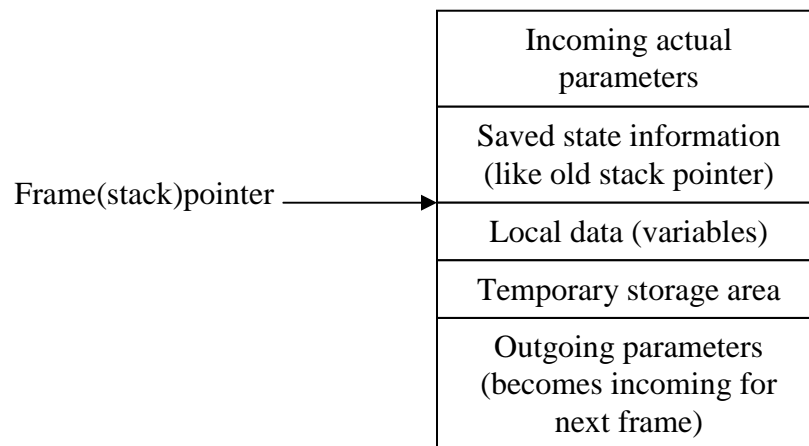 Incoming actual
parameters
Saved state information
(like old stack pointer)
Frame(stack)pointer
Local data (variables)
Temporary storage area
Outgoing parameters
(becomes incoming for
next frame)